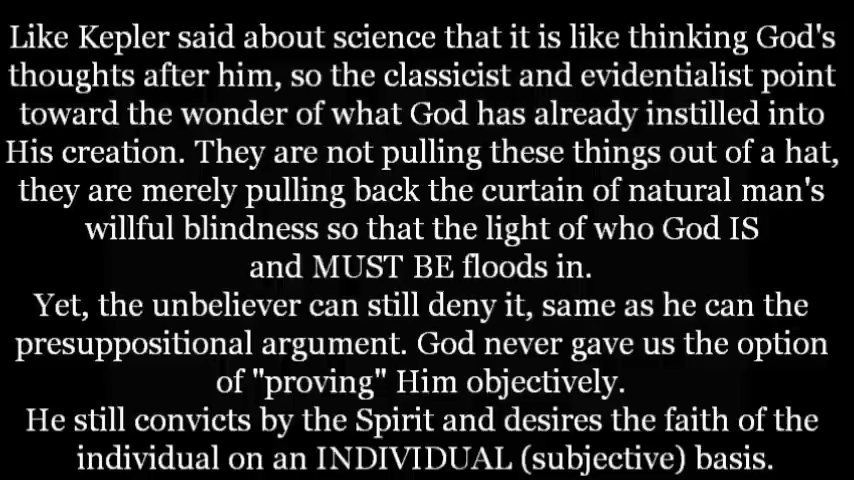 Like Kepler said about science that it is like thinking God's
thoughts after him, so the classicist and evidentialist point
toward the wonder of what God has already instilled into
His creation. They are not pulling these things out of a hat,
they are merely pulling back the curtain of natural man's
willful blindness so that the light of who God IS
and MUST BE floods in.
Yet, the unbeliever can still deny it, same as he can the
presuppositional argument. God never gave us the option
of "proving" Him objectively.
He still convicts by the Spirit and desires the faith of the
individual on an INDIVIDUAL (subjective) basis.